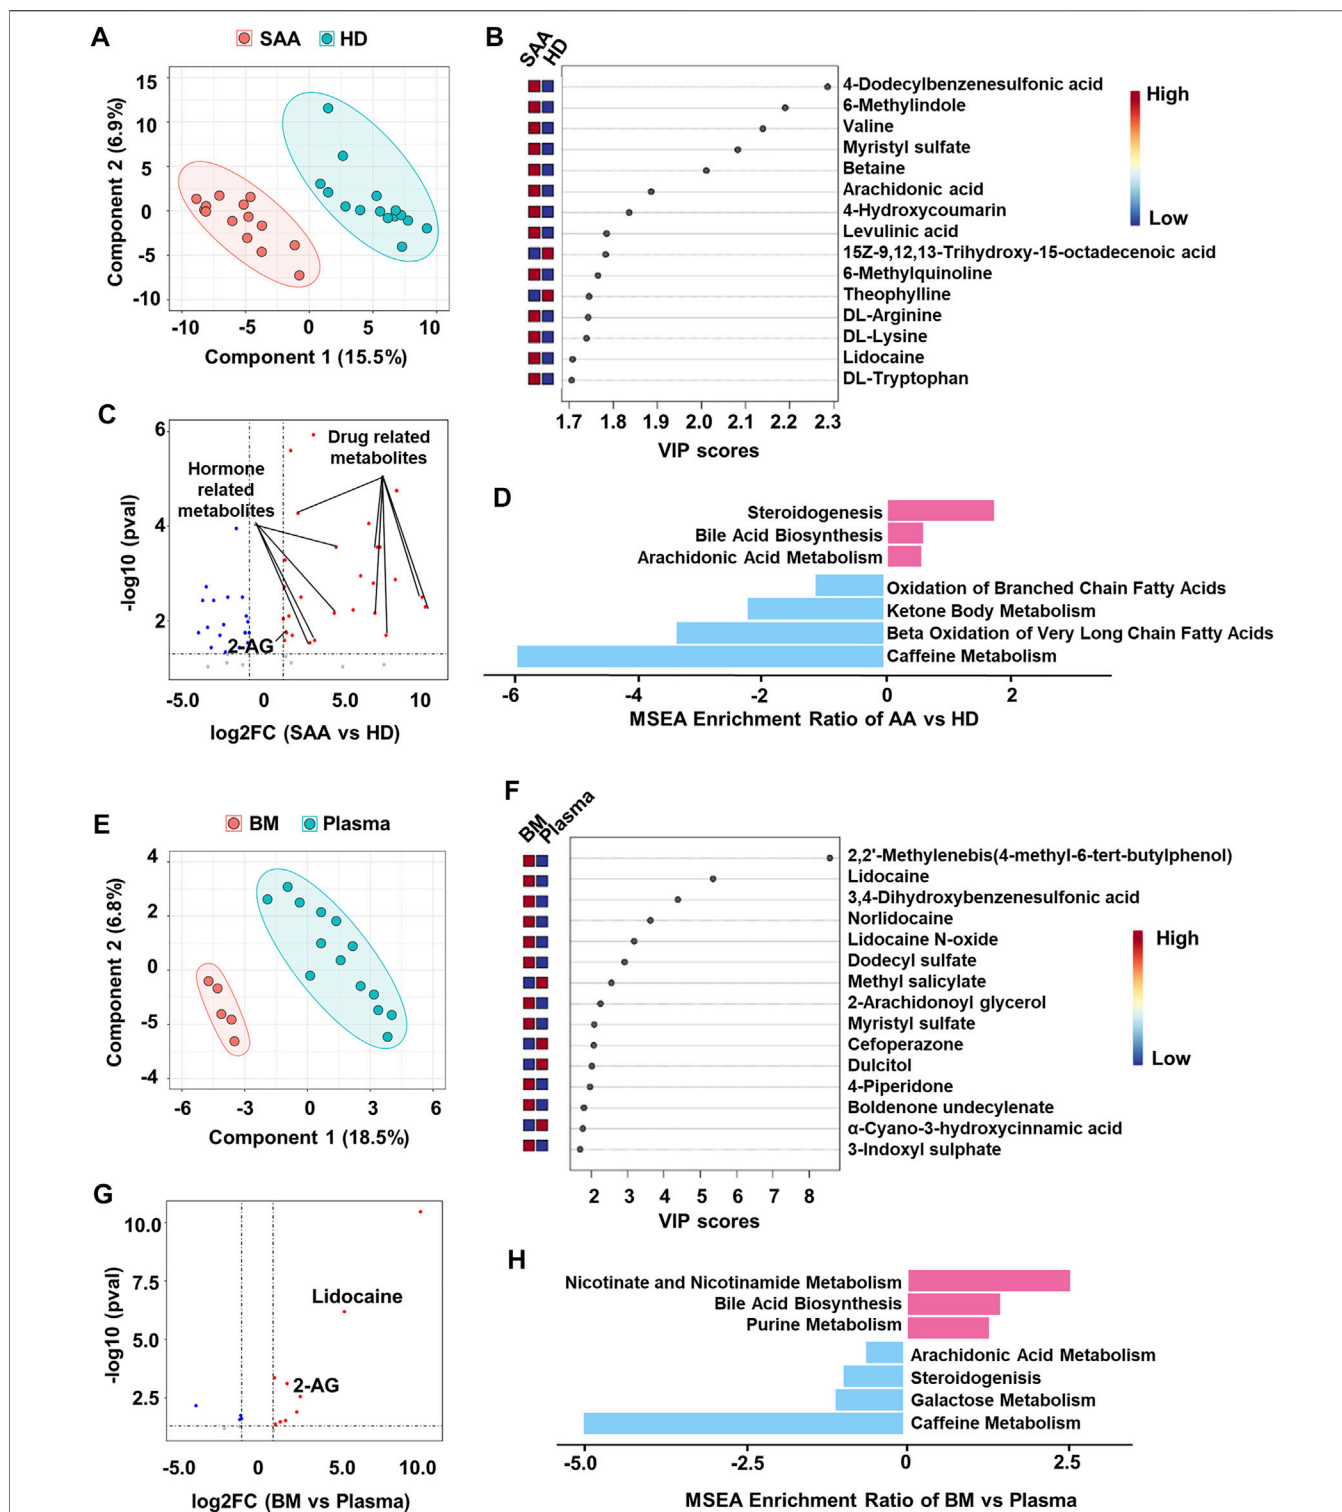 A
SAA HD
Component 2 (6.9%)
15
10
5
0
-5
-10
-10 -5 0 5 10
Component 1 (15.5%)
B
SAA HD
4-Dodecylbenzenesulfonic acid
6-Methylindole
Valine
Myristyl sulfate
Betaine
Arachidonic acid
4-Hydroxycoumarin
Levulinic acid
15Z-9,12,13-Trihydroxy-15-octadecenoic acid
6-Methylquinoline
Theophylline
DL-Arginine
DL-Lysine
Lidocaine
DL-Tryptophan
1.7 1.8 1.9 2.0 2.1 2.2 2.3
VIP scores
High
Low
C
-log10 (pval)
6
4
2
Drug related
metabolites
Hormone
related
metabolites
2-AG
-5.0 0 5.0 10.0
log2FC (SAA vs HD)
D
Steroidogenesis
Bile Acid Biosynthesis
Arachidonic Acid Metabolism
Oxidation of Branched Chain Fatty Acids
Ketone Body Metabolism
Beta Oxidation of Very Long Chain Fatty Acids
Caffeine Metabolism
-6 -4 -2 0 2
MSEA Enrichment Ratio of AA vs HD
E
BM Plasma
Component 2 (6.8%)
4
2
0
-5
-4
-6 -3 0 3 6
Component 1 (18.5%)
F
BM Plasma
2,2'-Methylenebis(4-methyl-6-tert-butylphenol)
Lidocaine
3,4-Dihydroxybenzenesulfonic acid
Norlidocaine
Lidocaine N-oxide
Dodecyl sulfate
Methyl salicylate
2-Arachidonoyl glycerol
Myristyl sulfate
Cefoperazone
Dulcitol
4-Piperidone
Boldenone undecylenate
α-Cyano-3-hydroxycinnamic acid
3-Indoxyl sulphate
2 3 4 5 6 7 8
VIP scores
High
Low
G
-log10 (pval)
10.0
7.5
5.0
2.5
Lidocaine
2-AG
-5.0 0 5.0 10.0
log2FC (BM vs Plasma)
H
Nicotinate and Nicotinamide Metabolism
Bile Acid Biosynthesis
Purine Metabolism
Arachidonic Acid Metabolism
Steroidogenisis
Galactose Metabolism
Caffeine Metabolism
-5.0 -2.5 0 2.5
MSEA Enrichment Ratio of BM vs Plasma